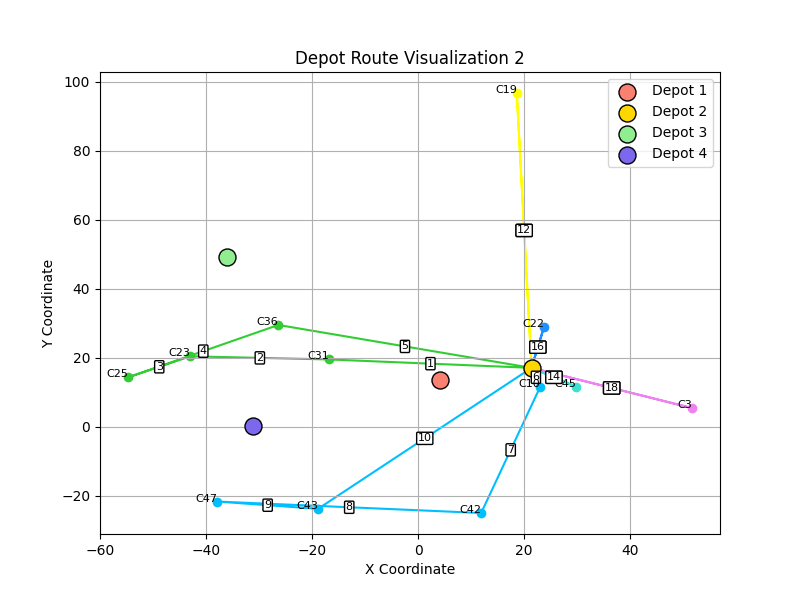 Depot Route Visualization 2
Depot 1
Depot 2
Depot 3
Depot 4
Y Coordinate
100
80
60
40
20
0
−20
−60
−40
−20
0
20
40
X Coordinate
C19
12
C22
16
C36
5
C23
4
2
C31
1
C25
3
6
14
C10
C45
18
C3
10
7
C47
9
C43
8
C42